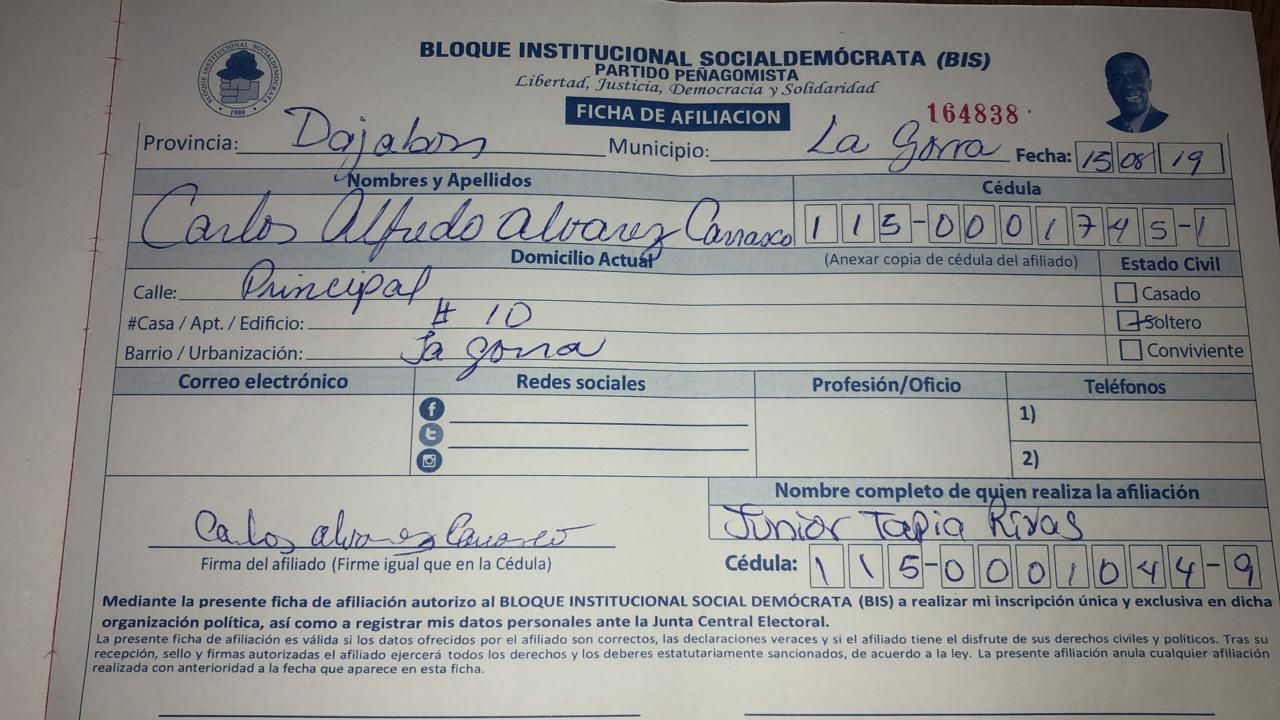 BLOQUE INSTITUCIONAL SOCIALDEMÓCRATA (BIS)
PARTIDO PEÑAGOMISTA
Libertad, Justicia, Democracia y Solidaridad
BLOQUE INSTITUCIONAL SOCIALDEMOCRATA
1989
FICHA DE AFILIACION
164838
Provincia: Dajabon Municipio: La Gorra Fecha: 15 08 19
Nombres y Apellidos Cédula
Carlos Alfredo Alvarez Carrasco 115-0001745-1
Domicilio Actual (Anexar copia de cédula del afiliado) Estado Civil
Calle: Principal Casado
#Casa / Apt. / Edificio: # 10 Soltero
Barrio / Urbanización: La gorra Conviviente
Correo electrónico Redes sociales Profesión/Oficio Teléfonos
1)
2)
Nombre completo de quien realiza la afiliación
Carlos alvarez Carrasco Junior Tapia Rivas
Firma del afiliado (Firme igual que en la Cédula) Cédula: 115-0001044-9
Mediante la presente ficha de afiliación autorizo al BLOQUE INSTITUCIONAL SOCIAL DEMÓCRATA (BIS) a realizar mi inscripción única y exclusiva en dicha
organización política, así como a registrar mis datos personales ante la Junta Central Electoral.
La presente ficha de afiliación es válida si los datos ofrecidos por el afiliado son correctos, las declaraciones veraces y si el afiliado tiene el disfrute de sus derechos civiles y políticos. Tras su
recepción, sello y firmas autorizadas el afiliado ejercerá todos los derechos y los deberes estatutariamente sancionados, de acuerdo a la ley. La presente afiliación anula cualquier afiliación
realizada con anterioridad a la fecha que aparece en esta ficha.